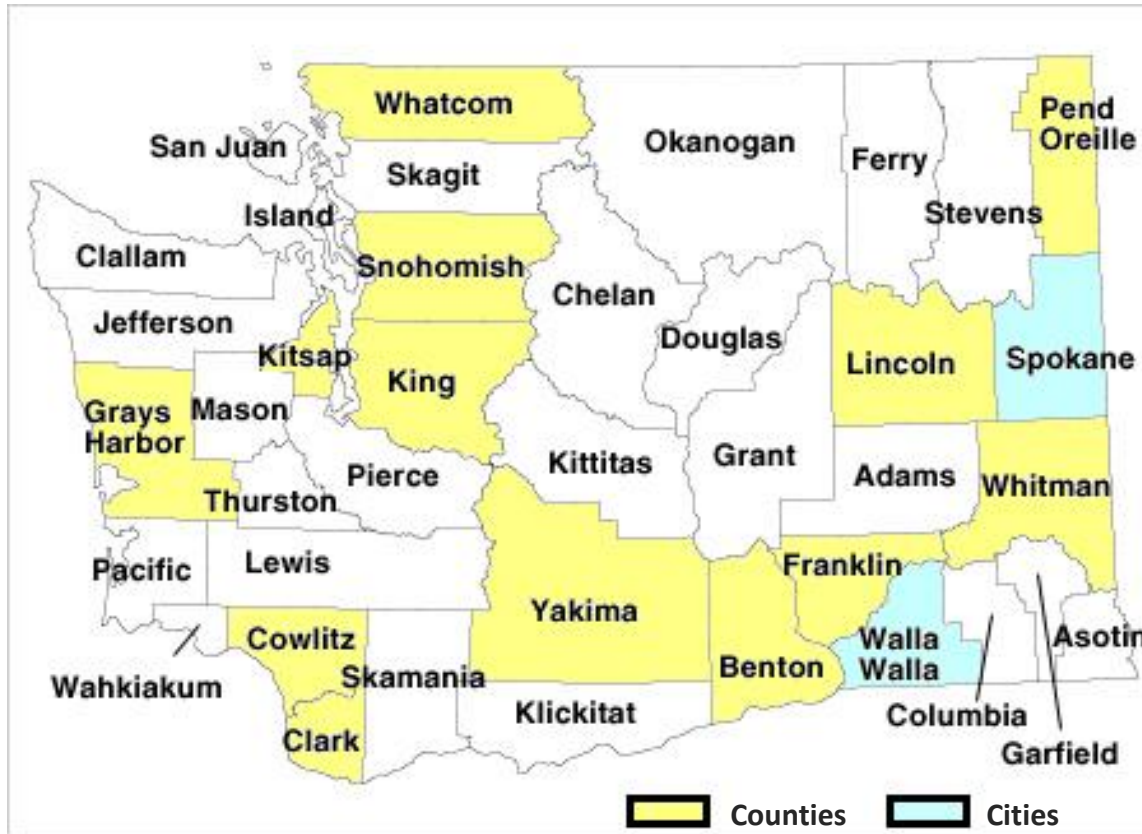 Whatcom
San Juan
Skagit
Island
Clallam
Snohomish
Jefferson
Kitsap
King
Grays
Harbor
Mason
Thurston
Pierce
Pacific
Lewis
Wahkiakum
Cowlitz
Clark
Skamania
Okanogan
Ferry
Stevens
Pend
Oreille
Chelan
Douglas
Lincoln
Spokane
Kittitas
Grant
Adams
Whitman
Yakima
Benton
Franklin
Walla
Walla
Klickitat
Columbia
Garfield
Asotin
Counties
Cities